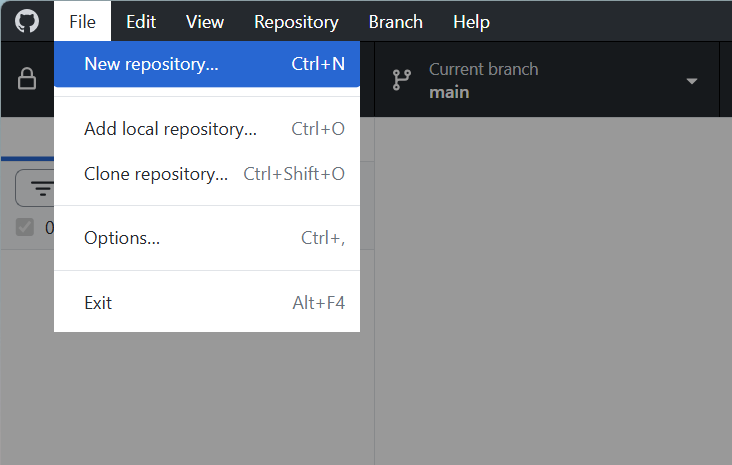 File Edit View Repository Branch Help
New repository... Ctrl+N
Current branch
main
Add local repository... Ctrl+O
Clone repository... Ctrl+Shift+O
0
Options... Ctrl+,
Exit Alt+F4